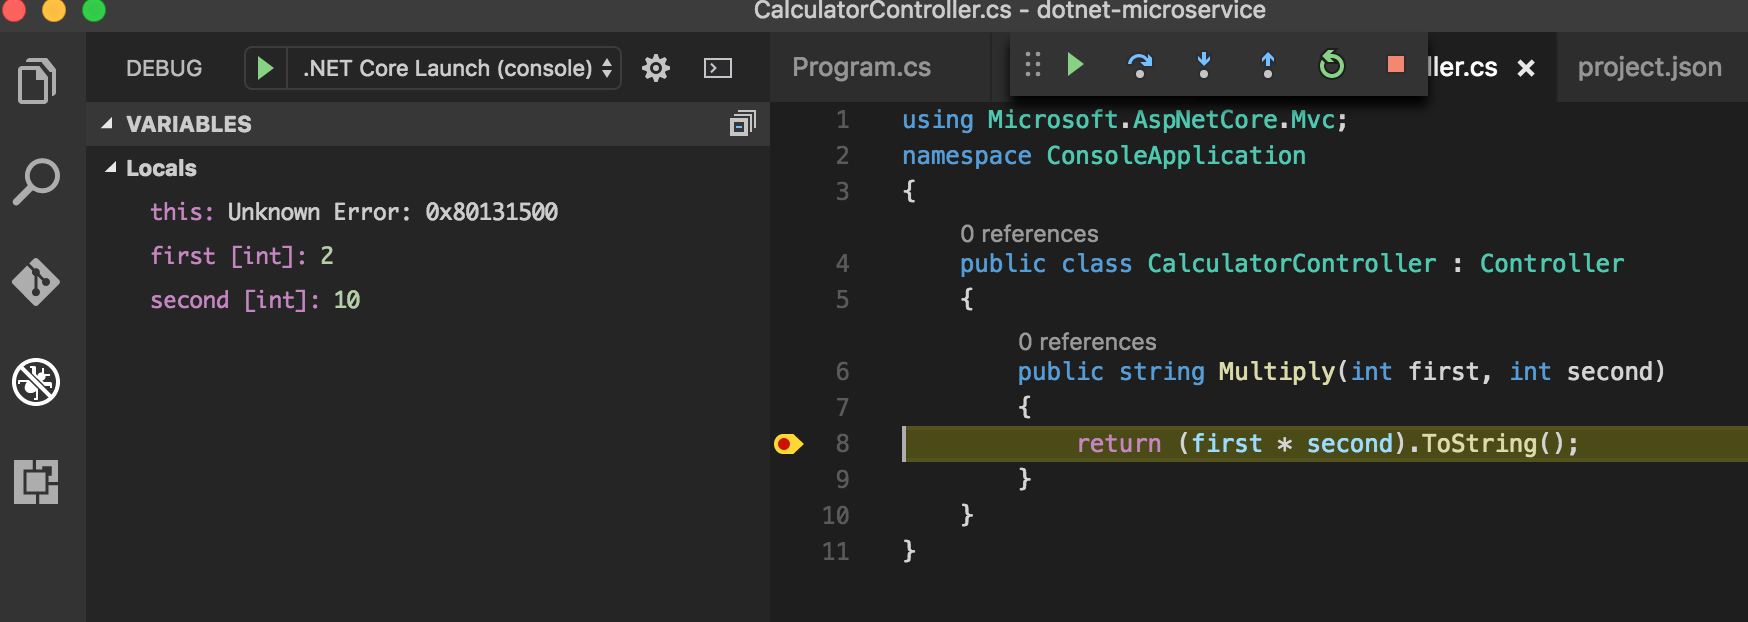 CalculatorController.cs - dotnet-microservice
DEBUG
.NET Core Launch (console)
Program.cs
ller.cs
project.json
VARIABLES
Locals
this: Unknown Error: 0x80131500
first [int]: 2
second [int]: 10
1 using Microsoft.AspNetCore.Mvc;
2 namespace ConsoleApplication
3 {
0 references
4 public class CalculatorController : Controller
5 {
0 references
6 public string Multiply(int first, int second)
7 {
8 return (first * second).ToString();
9 }
10 }
11 }